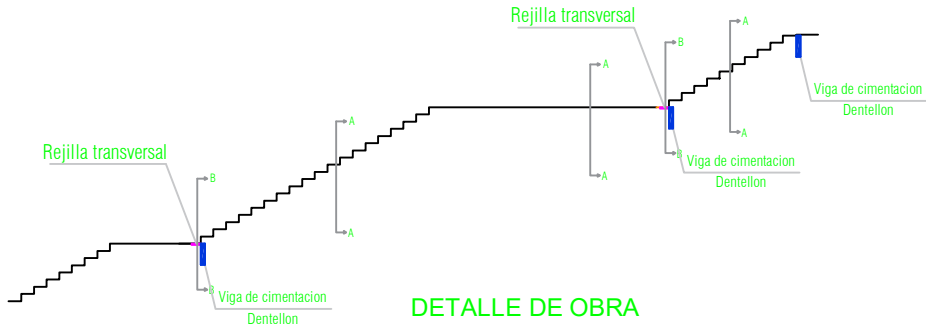 Rejilla transversal
A
B
A
A
Viga de cimentacion
Dentellon
A
A
B
Viga de cimentacion
Dentellon
Rejilla transversal
A
B
A
B
Viga de cimentacion
Dentellon
DETALLE DE OBRA